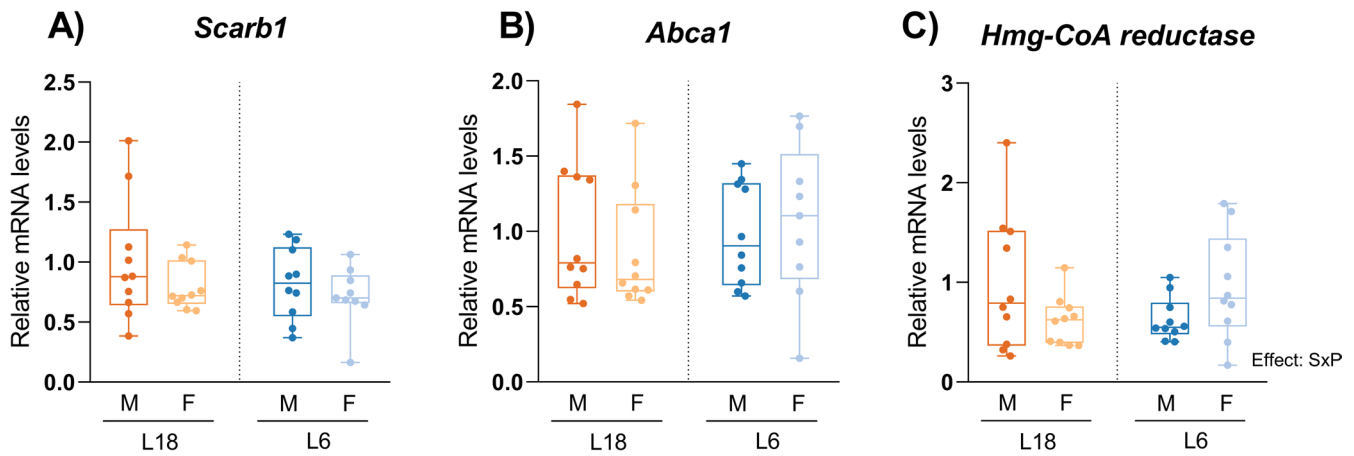 A) Scarb1
Relative mRNA levels
2.5
2.0
1.5
1.0
0.5
0.0
M F M F
L18 L6
B) Abca1
Relative mRNA levels
2.0
1.5
1.0
0.5
0.0
M F M F
L18 L6
C) Hmg-CoA reductase
Relative mRNA levels
3
2
1
0
Effect: SxP
M F M F
L18 L6